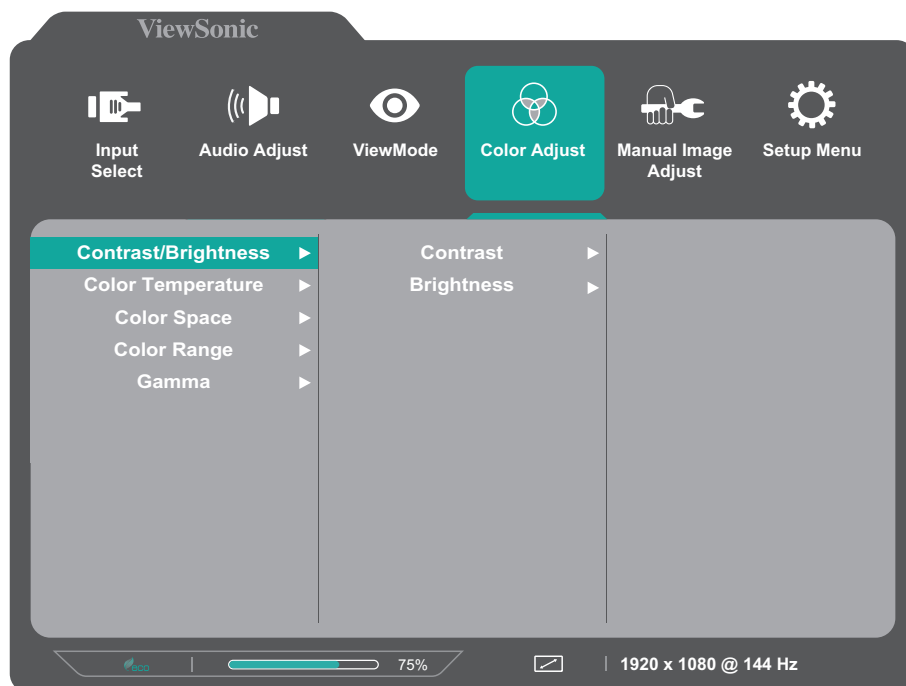 ViewSonic
Input
Select
Audio Adjust
ViewMode
Color Adjust
Manual Image
Adjust
Setup Menu
Contrast/Brightness
Color Temperature
Color Space
Color Range
Gamma
Contrast
Brightness
eco
75%
1920 x 1080 @ 144 Hz